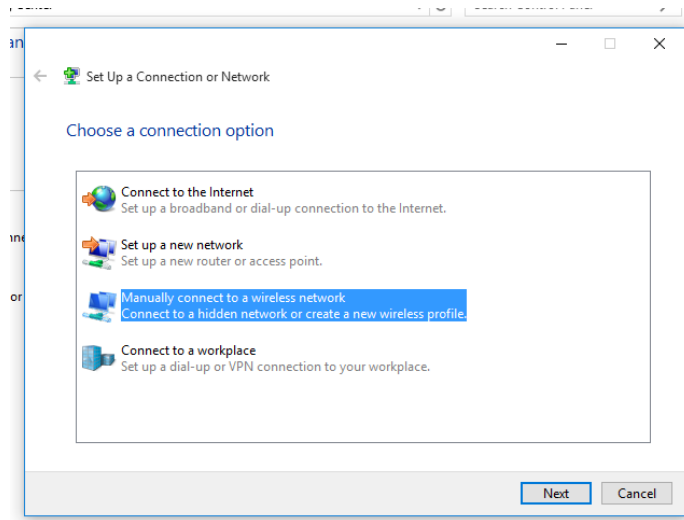 Set Up a Connection or Network
Choose a connection option
Connect to the Internet
Set up a broadband or dial-up connection to the Internet.
Set up a new network
Set up a new router or access point.
Manually connect to a wireless network
Connect to a hidden network or create a new wireless profile.
Connect to a workplace
Set up a dial-up or VPN connection to your workplace.
Next Cancel